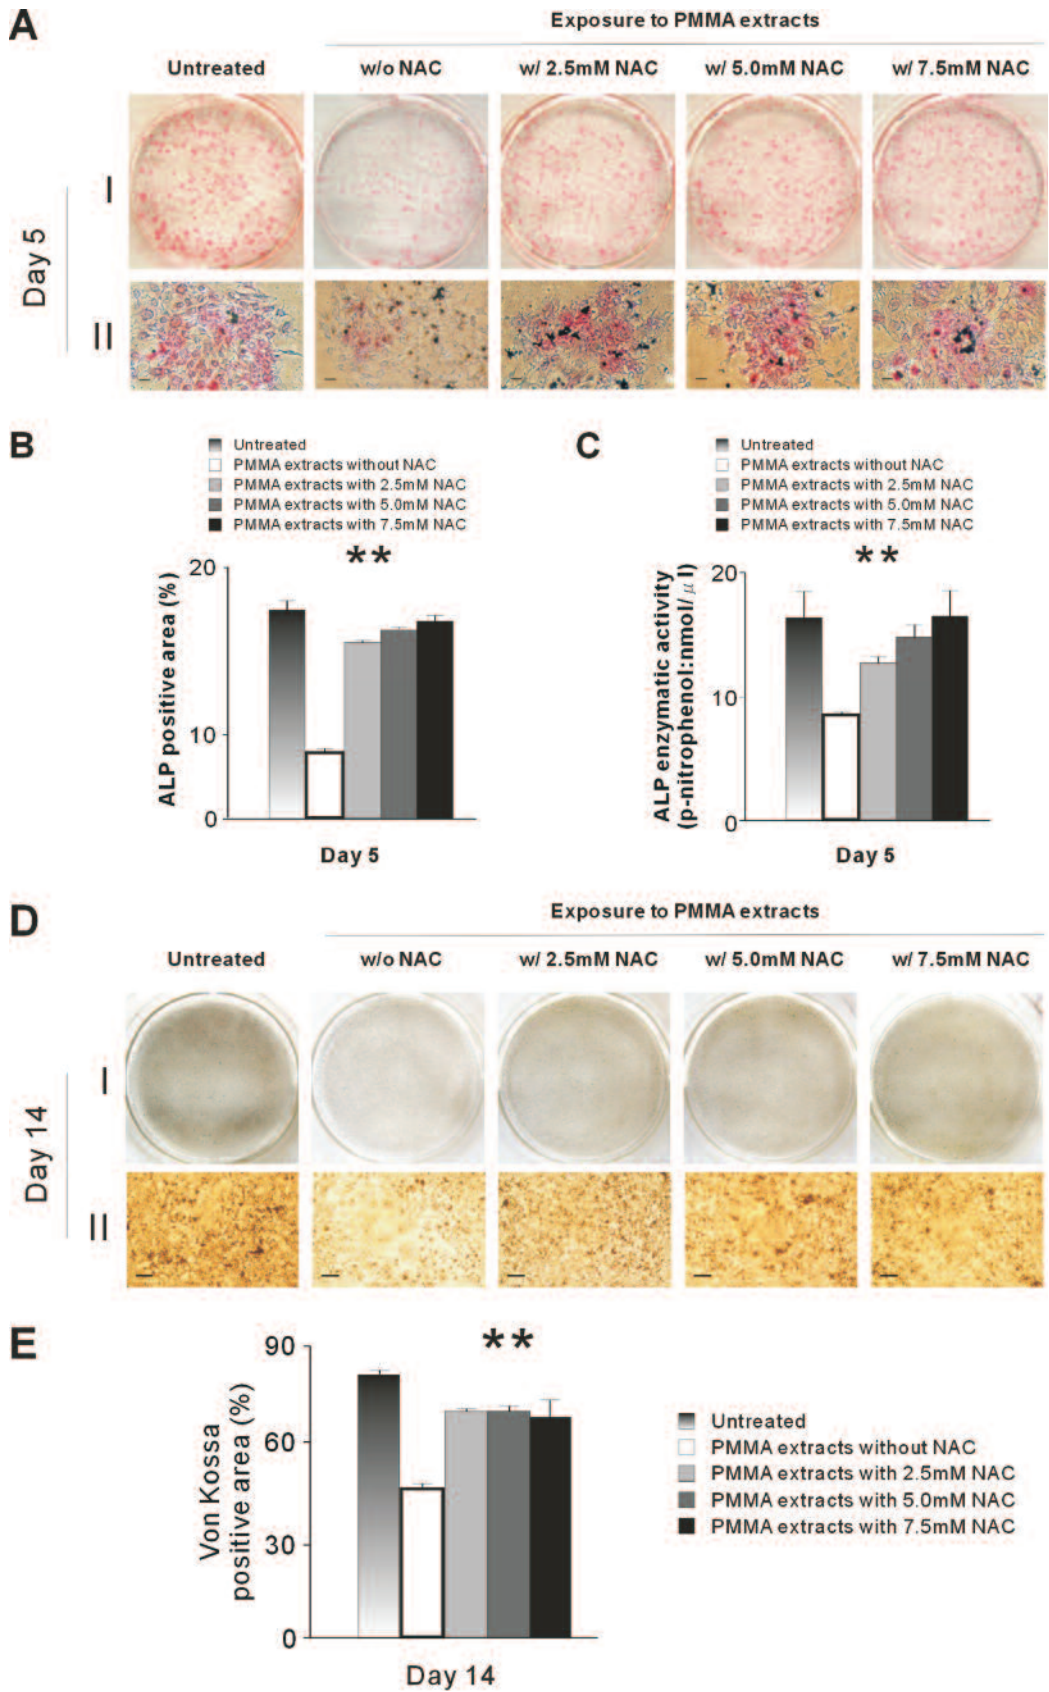 A
Exposure to PMMA extracts
Untreated
w/o NAC
w/ 2.5mM NAC
w/ 5.0mM NAC
w/ 7.5mM NAC
Day 5
I
II
B
Untreated
PMMA extracts without NAC
PMMA extracts with 2.5mM NAC
PMMA extracts with 5.0mM NAC
PMMA extracts with 7.5mM NAC
**
ALP positive area (%)
20
10
0
Day 5
C
Untreated
PMMA extracts without NAC
PMMA extracts with 2.5mM NAC
PMMA extracts with 5.0mM NAC
PMMA extracts with 7.5mM NAC
**
ALP enzymatic activity
(p-nitrophenol:nmol/μl)
20
10
0
Day 5
D
Exposure to PMMA extracts
Untreated
w/o NAC
w/ 2.5mM NAC
w/ 5.0mM NAC
w/ 7.5mM NAC
Day 14
I
II
E
**
Von Kossa
positive area (%)
90
60
30
0
Day 14
Untreated
PMMA extracts without NAC
PMMA extracts with 2.5mM NAC
PMMA extracts with 5.0mM NAC
PMMA extracts with 7.5mM NAC